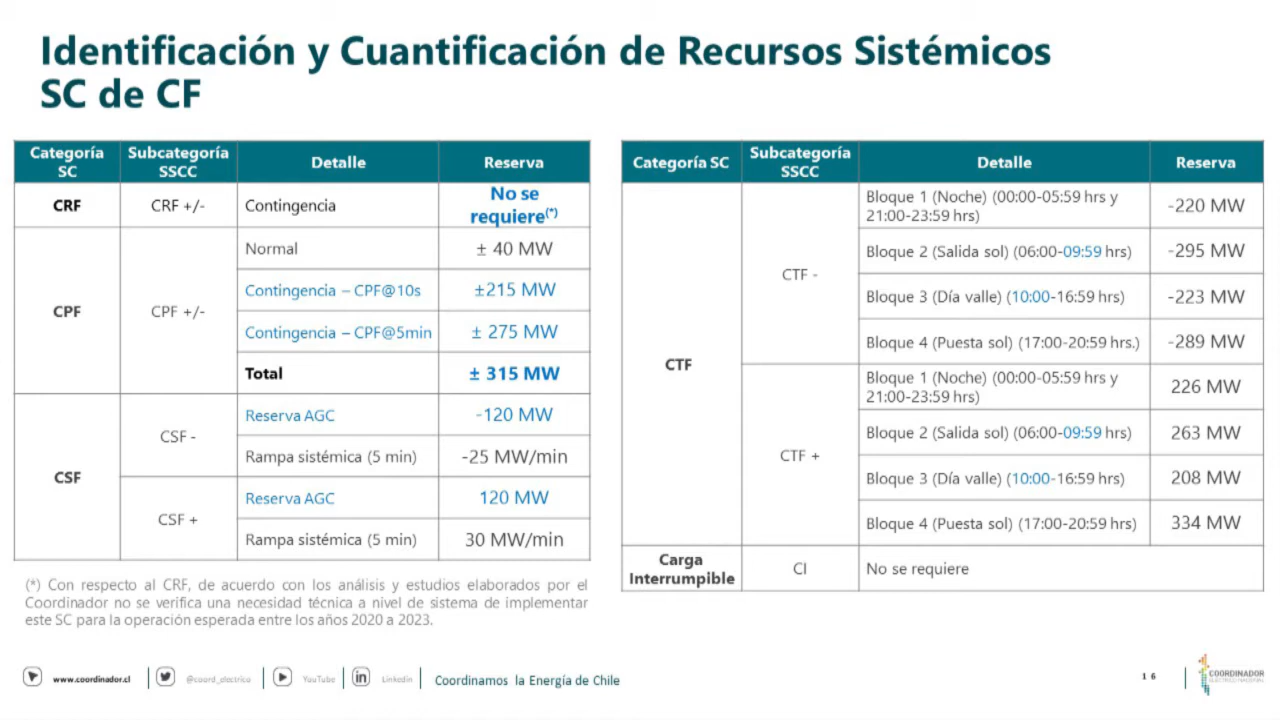 Identificación y Cuantificación de Recursos Sistémicos
SC de CF
Categoría SC
Subcategoría SSCC
Detalle
Reserva
CRF
CRF +/-
Contingencia
No se requiere(*)
CPF
CPF +/-
Normal
± 40 MW
Contingencia – CPF@10s
±215 MW
Contingencia – CPF@5min
± 275 MW
Total
± 315 MW
CSF
CSF -
Reserva AGC
-120 MW
Rampa sistémica (5 min)
-25 MW/min
CSF +
Reserva AGC
120 MW
Rampa sistémica (5 min)
30 MW/min
(*) Con respecto al CRF, de acuerdo con los análisis y estudios elaborados por el
Coordinador no se verifica una necesidad técnica a nivel de sistema de implementar
este SC para la operación esperada entre los años 2020 a 2023.
Categoría SC
Subcategoría SSCC
Detalle
Reserva
CTF
CTF -
Bloque 1 (Noche) (00:00-05:59 hrs y
21:00-23:59 hrs)
-220 MW
Bloque 2 (Salida sol) (06:00-09:59 hrs)
-295 MW
Bloque 3 (Día valle) (10:00-16:59 hrs)
-223 MW
Bloque 4 (Puesta sol) (17:00-20:59 hrs.)
-289 MW
CTF +
Bloque 1 (Noche) (00:00-05:59 hrs y
21:00-23:59 hrs)
226 MW
Bloque 2 (Salida sol) (06:00-09:59 hrs)
263 MW
Bloque 3 (Día valle) (10:00-16:59 hrs)
208 MW
Bloque 4 (Puesta sol) (17:00-20:59 hrs)
334 MW
Carga Interrumpible
CI
No se requiere
www.coordinador.cl
@coord_electrico
YouTube
in
Linkedin
Coordinamos la Energía de Chile
16
COORDINADOR
ELÉCTRICO NACIONAL